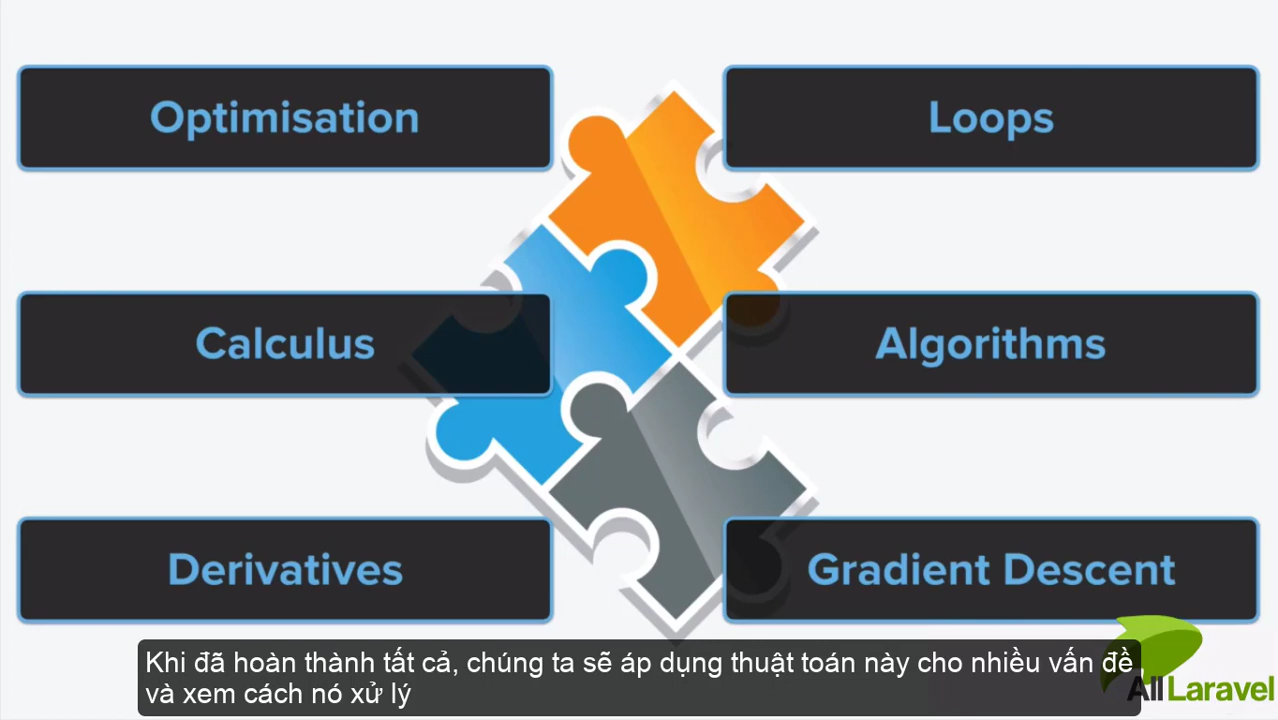 Optimisation
Loops
Calculus
Algorithms
Derivatives
Gradient Descent
Khi đã hoàn thành tất cả, chúng ta sẽ áp dụng thuật toán này cho nhiều vấn đề
và xem cách nó xử lý
AllLaravel